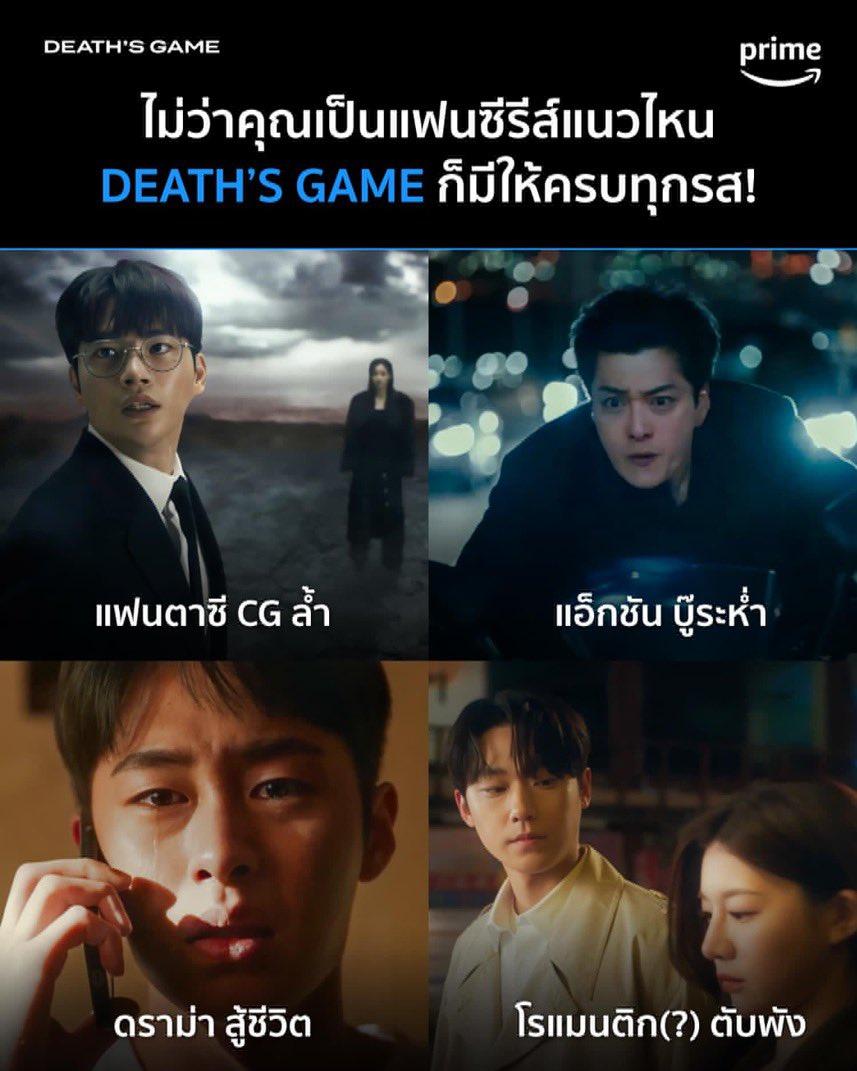 DEATH'S GAME
prime
ไม่ว่าคุณเป็นแฟนซีรีส์แนวไหน
DEATH'S GAME ก็มีให้ครบทุกรส!
แฟนตาซี CG ล้ำ
แอ็กชัน บู๊ระห่ำ
ดราม่า สู้ชีวิต
โรแมนติก(?) ตับพัง